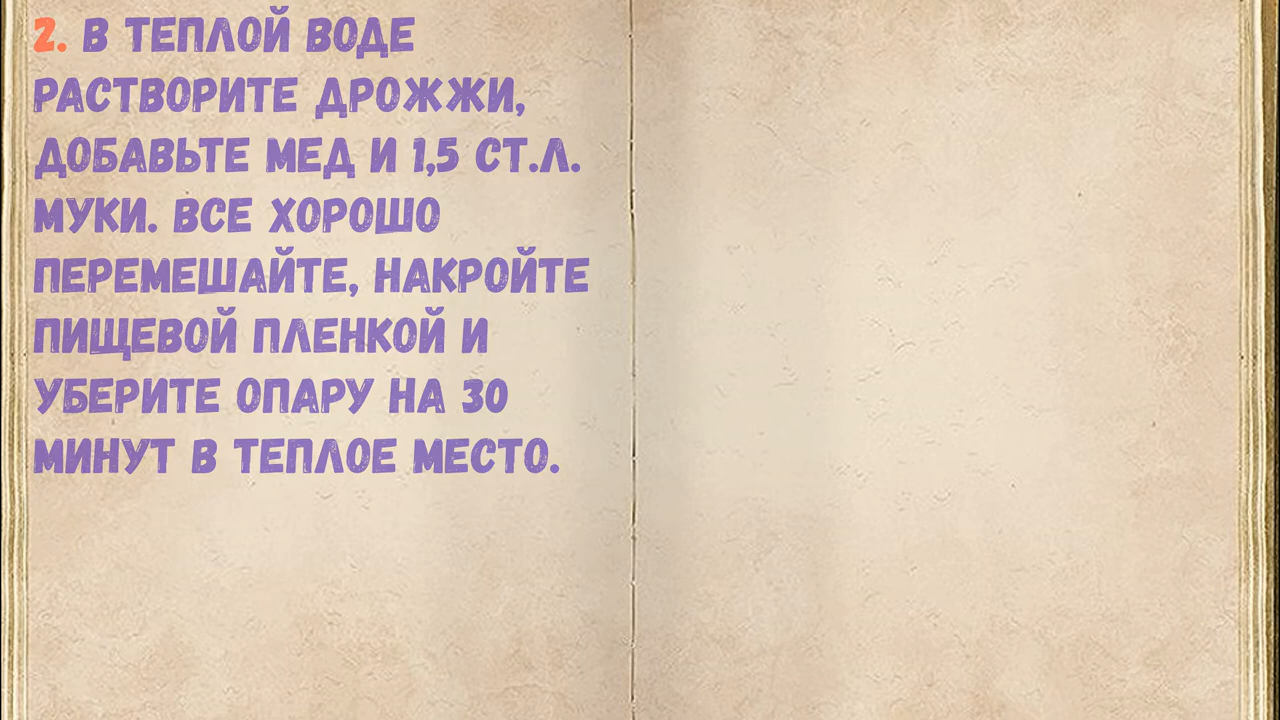 2. В ТЕПЛОЙ ВОДЕ
РАСТВОРИТЕ ДРОЖЖИ,
ДОБАВЬТЕ МЕД И 1,5 СТ.Л.
МУКИ. ВСЕ ХОРОШО
ПЕРЕМЕШАЙТЕ, НАКРОЙТЕ
ПИЩЕВОЙ ПЛЕНКОЙ И
УБЕРИТЕ ОПАРУ НА 30
МИНУТ В ТЕПЛОЕ МЕСТО.